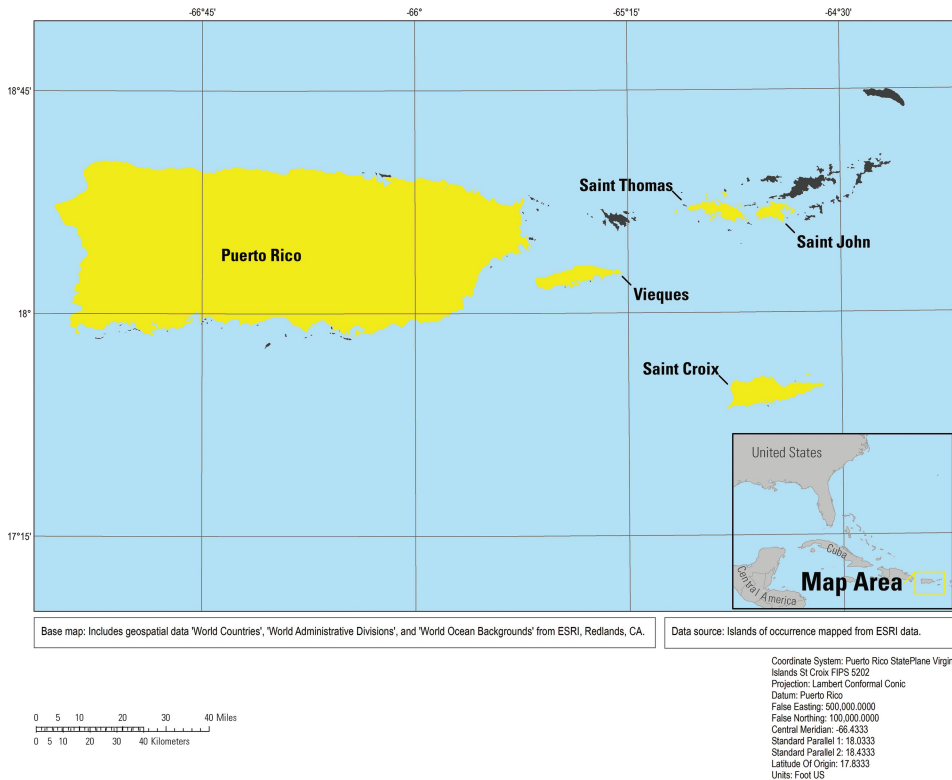 -66°45'
-66°
-65°15'
-64°30'
18°45'
18°
17°15'
Saint Thomas
Saint John
Puerto Rico
Vieques
Saint Croix
United States
Cuba
Central America
Map Area
Base map: Includes geospatial data 'World Countries', 'World Administrative Divisions', and 'World Ocean Backgrounds' from ESRI, Redlands, CA.
Data source: Islands of occurrence mapped from ESRI data.
Coordinate System: Puerto Rico StatePlane Virgin
Islands St Croix FIPS 5202
Projection: Lambert Conformal Conic
Datum: Puerto Rico
False Easting: 500,000.0000
False Northing: 100,000.0000
Central Meridian: -66.4333
Standard Parallel 1: 18.0333
Standard Parallel 2: 18.4333
Latitude Of Origin: 17.8333
Units: Foot US
0 5 10 20 30 40 Miles
0 5 10 20 30 40 Kilometers